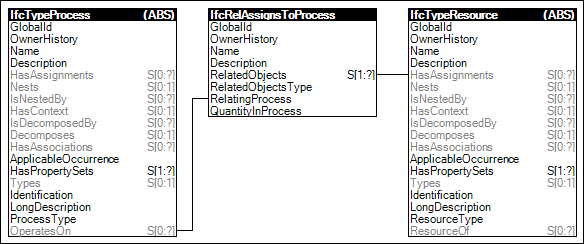 IfcTypeProcess (ABS)
GlobalId
OwnerHistory
Name
Description
HasAssignments S[0:?]
Nests S[0:1]
IsNestedBy S[0:?]
HasContext S[0:1]
IsDecomposedBy S[0:?]
Decomposes S[0:1]
HasAssociations S[0:?]
ApplicableOccurrence
HasPropertySets S[1:?]
Types S[0:1]
Identification
LongDescription
ProcessType
OperatesOn S[0:?]
IfcRelAssignsToProcess
GlobalId
OwnerHistory
Name
Description
RelatedObjects S[1:?]
RelatedObjectsType
RelatingProcess
QuantityInProcess
IfcTypeResource (ABS)
GlobalId
OwnerHistory
Name
Description
HasAssignments S[0:?]
Nests S[0:1]
IsNestedBy S[0:?]
HasContext S[0:1]
IsDecomposedBy S[0:?]
Decomposes S[0:1]
HasAssociations S[0:?]
ApplicableOccurrence
HasPropertySets S[1:?]
Types S[0:1]
Identification
LongDescription
ResourceType
ResourceOf S[0:?]